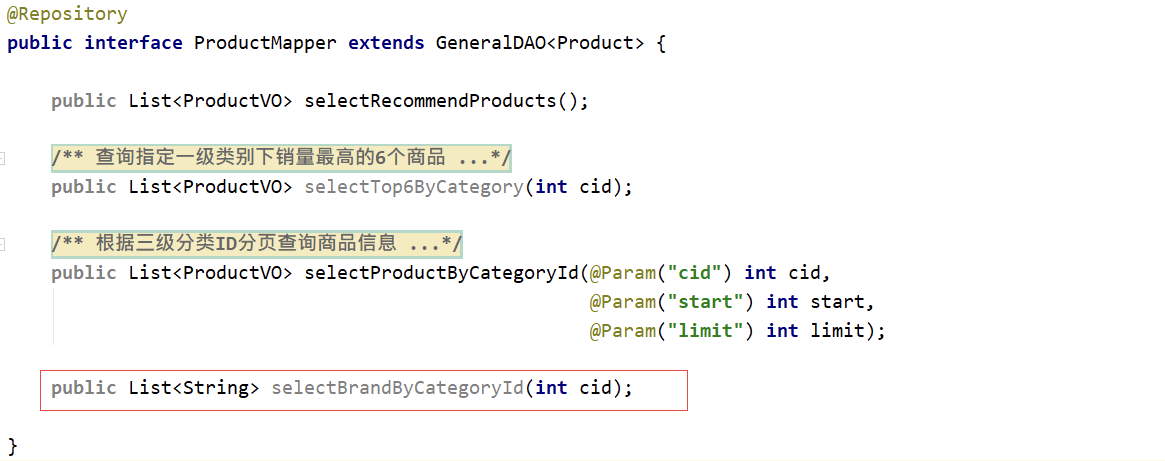 @Repository
public interface ProductMapper extends GeneralDAO<Product> {
public List<ProductVO> selectRecommendProducts();
/** 查询指定一级类别下销量最高的6个商品 ...*/
public List<ProductVO> selectTop6ByCategory(int cid);
/** 根据三级分类ID分页查询商品信息 ...*/
public List<ProductVO> selectProductByCategoryId(@Param("cid") int cid,
@Param("start") int start,
@Param("limit") int limit);
public List<String> selectBrandByCategoryId(int cid);
}